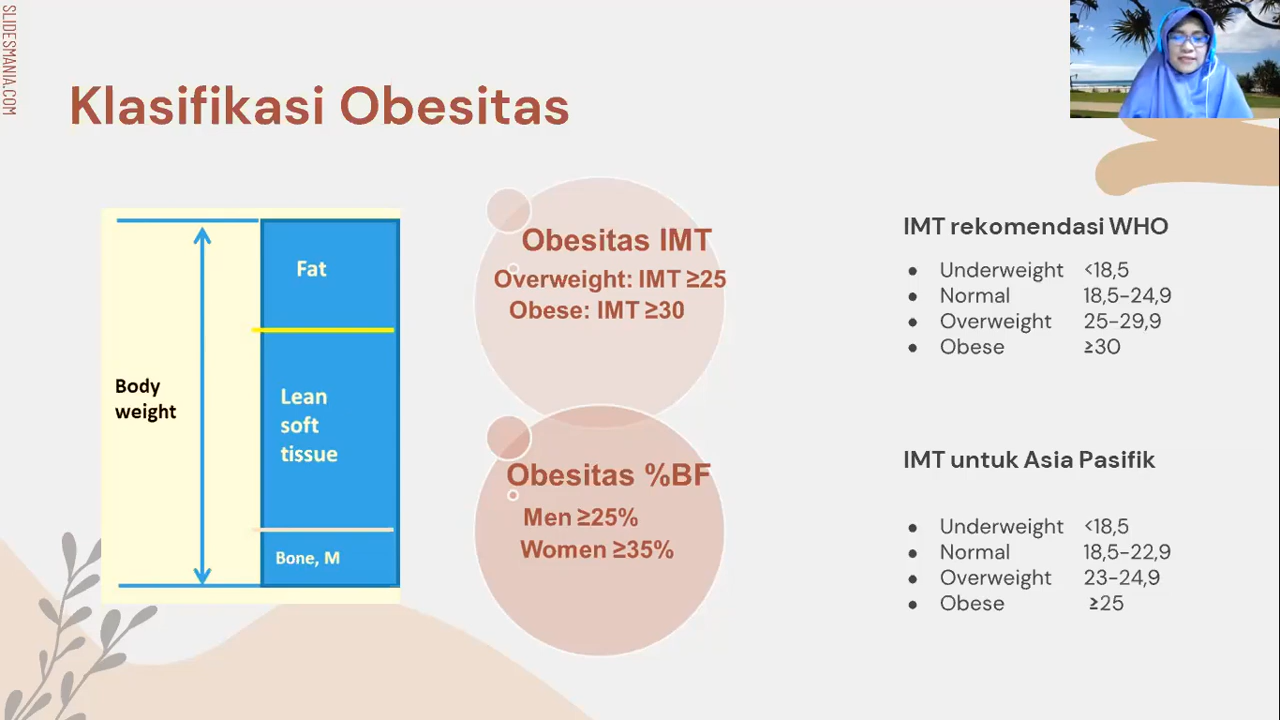 SLIDESMANIA.COM
Klasifikasi Obesitas
Fat
Body
weight
Lean
soft
tissue
Bone, M
Obesitas IMT
Overweight: IMT ≥25
Obese: IMT ≥30
Obesitas %BF
Men ≥25%
Women ≥35%
IMT rekomendasi WHO
● Underweight <18,5
● Normal 18,5-24,9
● Overweight 25-29,9
● Obese ≥30
IMT untuk Asia Pasifik
● Underweight <18,5
● Normal 18,5-22,9
● Overweight 23-24,9
● Obese ≥25